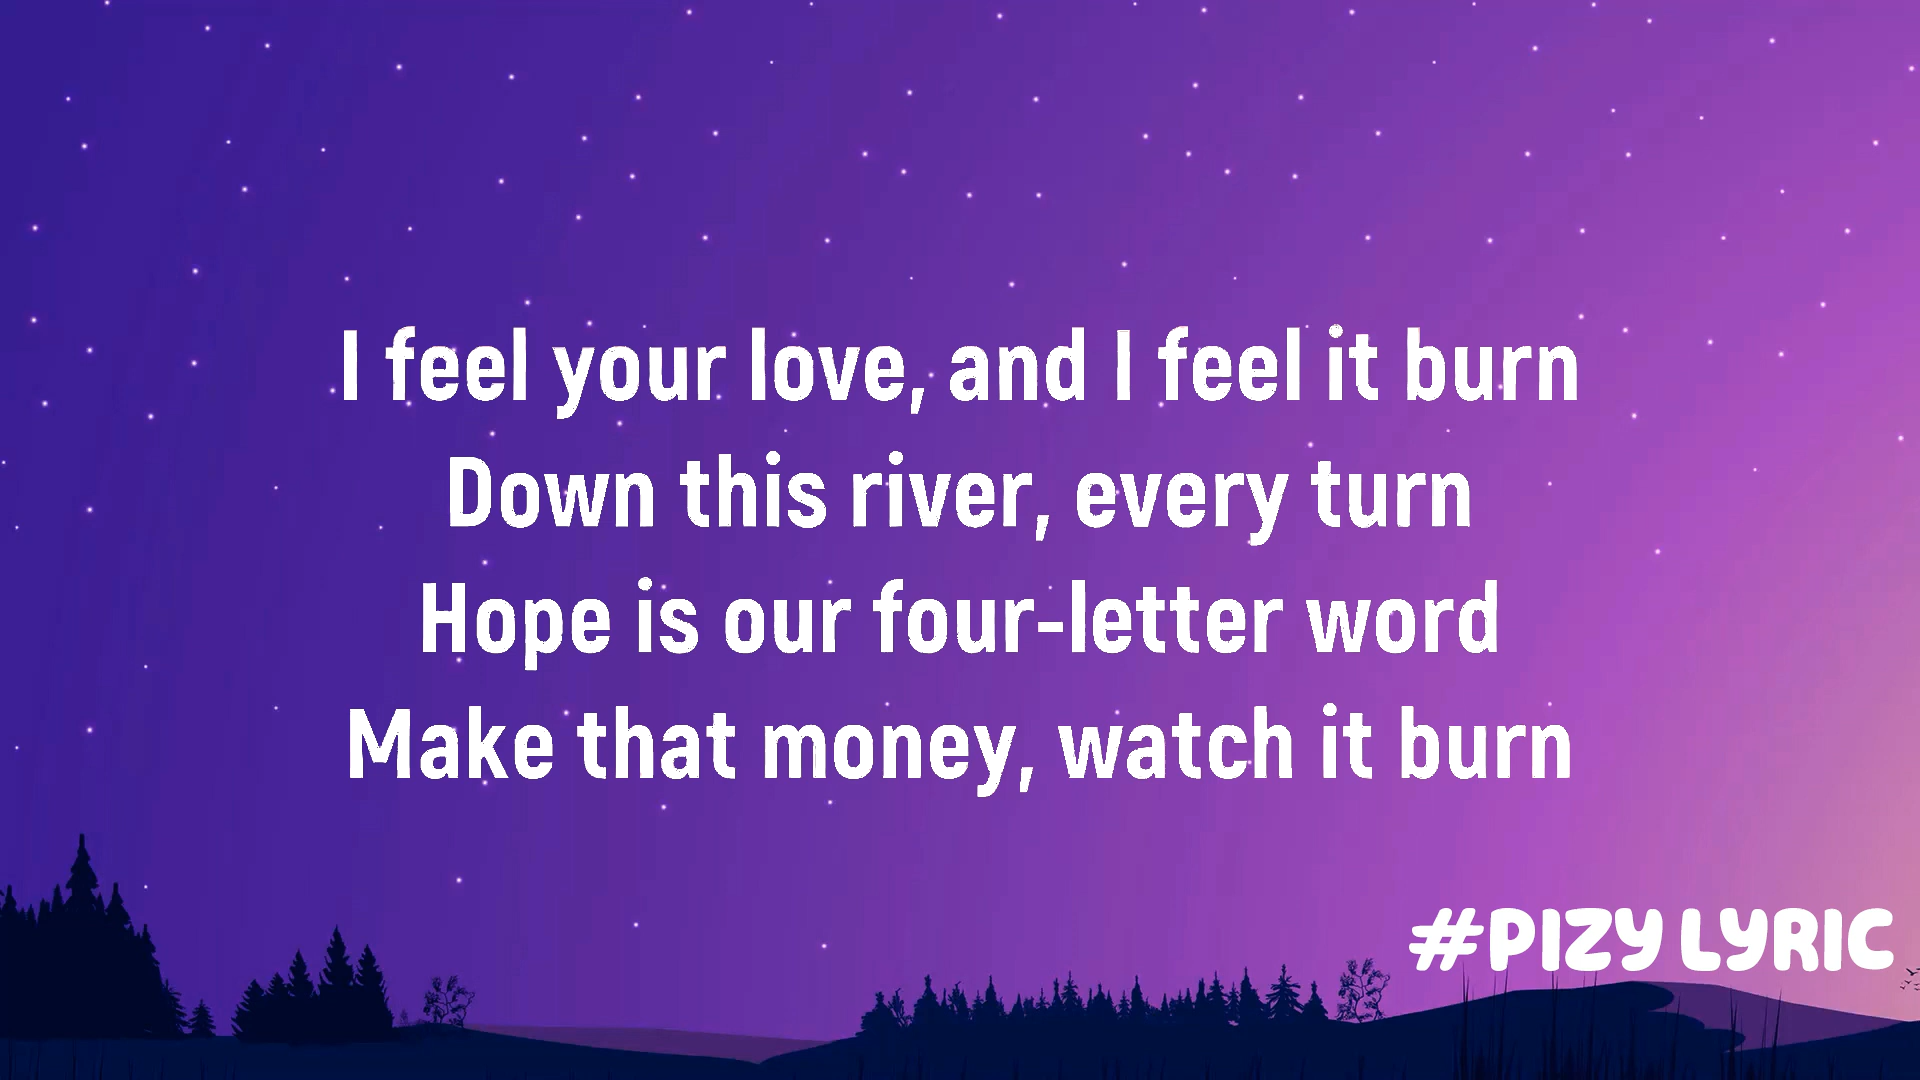 I feel your love, and I feel it burn
Down this river, every turn
Hope is our four-letter word
Make that money, watch it burn
#PIZY LYRIC